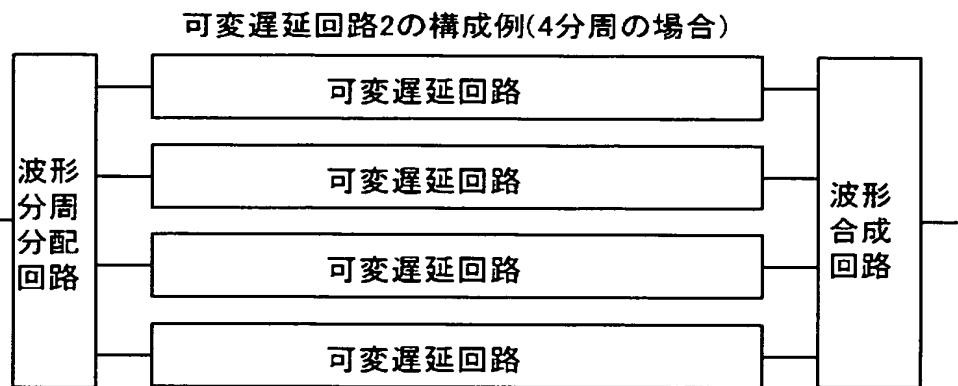 可変遅延回路2の構成例(4分周の場合)
波形
分周
分配
回路
可変遅延回路
可変遅延回路
可変遅延回路
可変遅延回路
波形
合成
回路